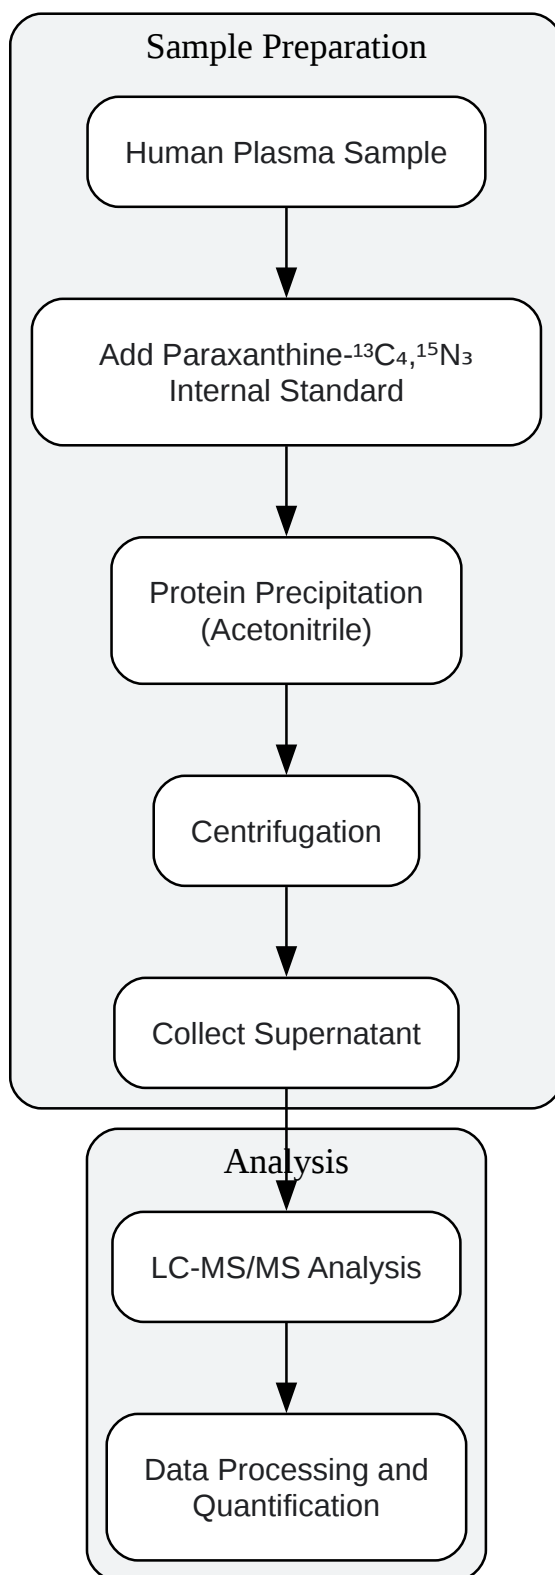 Sample Preparation
Human Plasma Sample
Add Paraxanthine-¹³C₄,¹⁵N₃
Internal Standard
Protein Precipitation
(Acetonitrile)
Centrifugation
Collect Supernatant
Analysis
LC-MS/MS Analysis
Data Processing and
Quantification